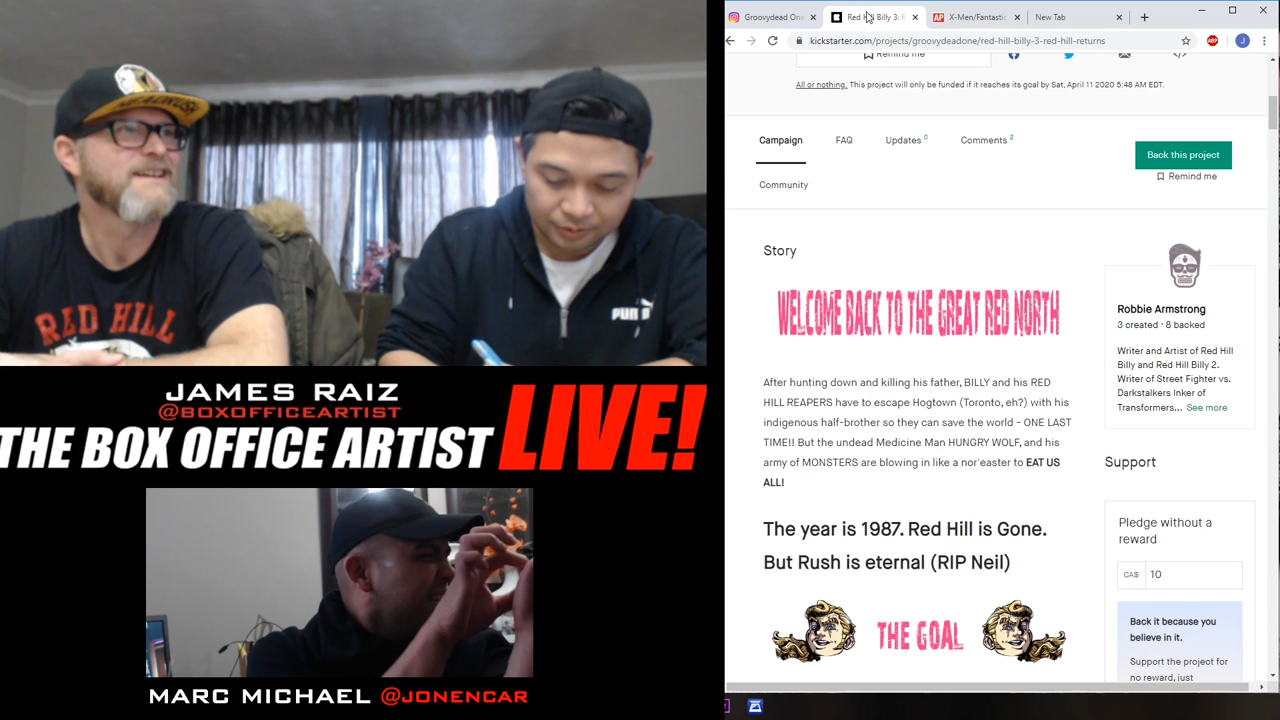 RED HILL
PUMA
JAMES RAIZ
@BOXOFFICEARTIST
THE BOX OFFICE ARTIST LIVE!
MARC MICHAEL @JONENCAR
Groovydead One
Red Hill Billy 3: R
X-Men/Fantastic
New Tab
kickstarter.com/projects/groovydeadone/red-hill-billy-3-red-hill-returns
ABP
J
Remind me
All or nothing. This project will only be funded if it reaches its goal by Sat, April 11 2020 5:48 AM EDT.
Campaign
FAQ
Updates 0
Comments 2
Community
Back this project
Remind me
Story
WELCOME BACK TO THE GREAT RED NORTH
After hunting down and killing his father, BILLY and his RED
HILL REAPERS have to escape Hogtown (Toronto, eh?) with his
indigenous half-brother so they can save the world - ONE LAST
TIME!! But the undead Medicine Man HUNGRY WOLF, and his
army of MONSTERS are blowing in like a nor'easter to EAT US
ALL!
The year is 1987. Red Hill is Gone.
But Rush is eternal (RIP Neil)
THE GOAL
Robbie Armstrong
3 created · 8 backed
Writer and Artist of Red Hill
Billy and Red Hill Billy 2.
Writer of Street Fighter vs.
Darkstalkers Inker of
Transformers... See more
Support
Pledge without a
reward
CA$ 10
Back it because you
believe in it.
Support the project for
no reward, just